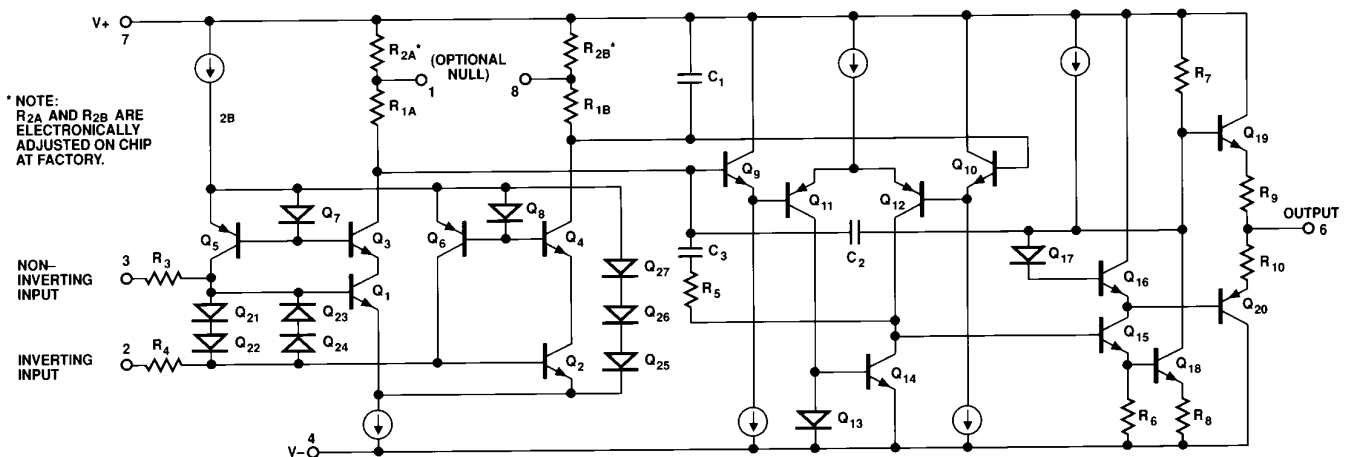 V+
7
R2A*
(OPTIONAL
NULL)
R2B*
1
8
R1A
R1B
C1
R7
* NOTE:
R2A AND R2B ARE
ELECTRONICALLY
ADJUSTED ON CHIP
AT FACTORY.
2B
Q19
Q9
Q10
Q11
Q12
R9
OUTPUT
6
Q7
Q8
Q5
Q3
Q6
Q4
C3
C2
Q17
Q16
R10
Q20
NON–
INVERTING
INPUT
3
R3
Q1
Q27
R5
Q21
Q23
Q26
Q15
Q22
Q24
Q25
INVERTING
INPUT
2
R4
Q2
Q14
Q18
Q13
R6
R8
V–
4